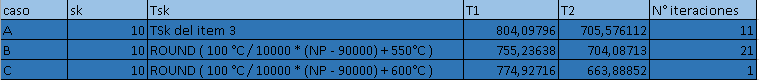 caso sk Tsk T1 T2 N° iteraciones
A 10 TSk del item 3 804,09796 705,576112 11
B 10 ROUND ( 100 °C / 10000 * (NP - 90000) + 550°C ) 755,23638 704,08713 21
C 10 ROUND ( 100 °C / 10000 * (NP - 90000) + 600°C ) 774,92716 663,88852 1